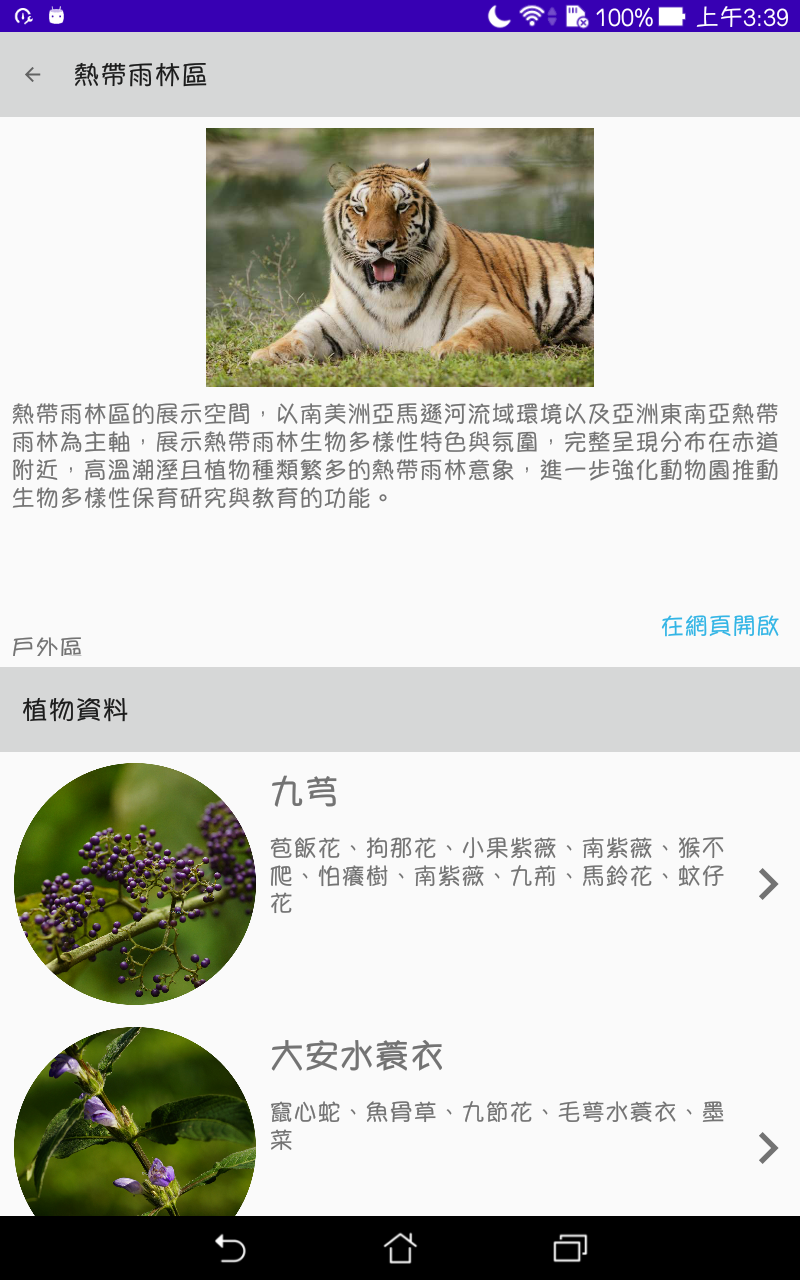 100% 上午3:39
熱帶雨林區
熱帶雨林區的展示空間，以南美洲亞馬遜河流域環境以及亞洲東南亞熱帶
雨林為主軸，展示熱帶雨林生物多樣性特色與氛圍，完整呈現分布在赤道
附近，高溫潮溼且植物種類繁多的熱帶雨林意象，進一步強化動物園推動
生物多樣性保育研究與教育的功能。
在網頁開啟
戶外區
植物資料
九芎
苞飯花、拘那花、小果紫薇、南紫薇、猴不
爬、怕癢樹、南紫薇、九荊、馬鈴花、蚊仔
花
大安水蓑衣
竄心蛇、魚骨草、九節花、毛萼水蓑衣、墨
菜